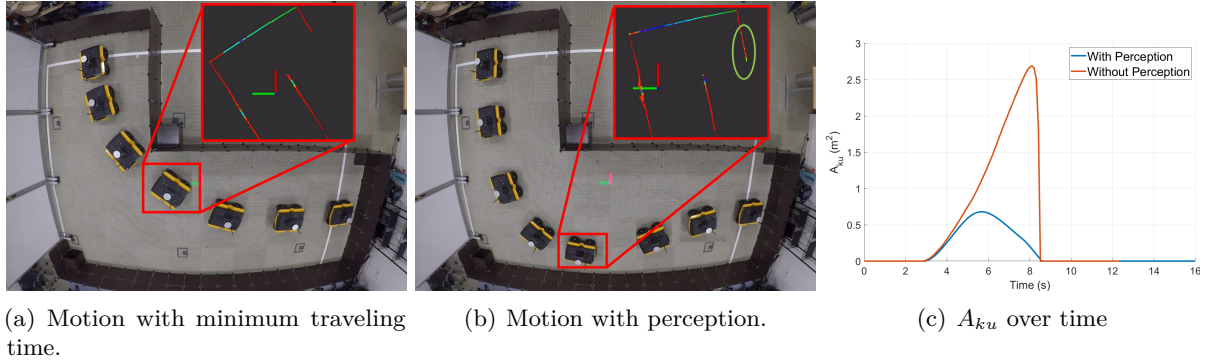 With Perception
Without Perception
3
2.5
2
1.5
1
0.5
0
A_ku (m²)
0 2 4 6 8 10 12 14 16
Time (s)
(a) Motion with minimum traveling
time.
(b) Motion with perception.
(c) A_ku over time